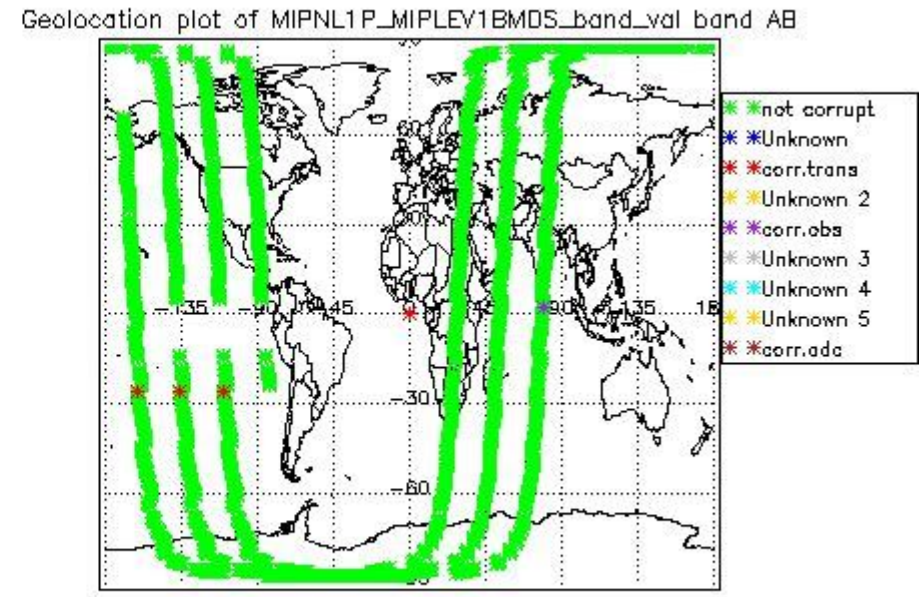 Geolocation plot of MIPNL1P_MIPLEV1BMDS_band_val band AB
not corrupt
Unknown
corr.trans
Unknown 2
corr.obs
Unknown 3
Unknown 4
Unknown 5
corr.adc
60
-135
-90
45
90
135
-30
-60